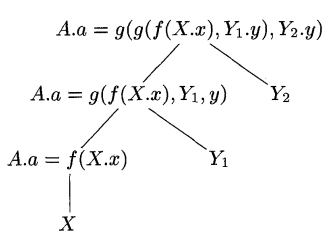 A.a = g(g(f(X.x), Y₁.y), Y₂.y)
A.a = g(f(X.x), Y₁, y)
Y₂
A.a = f(X.x)
Y₁
X